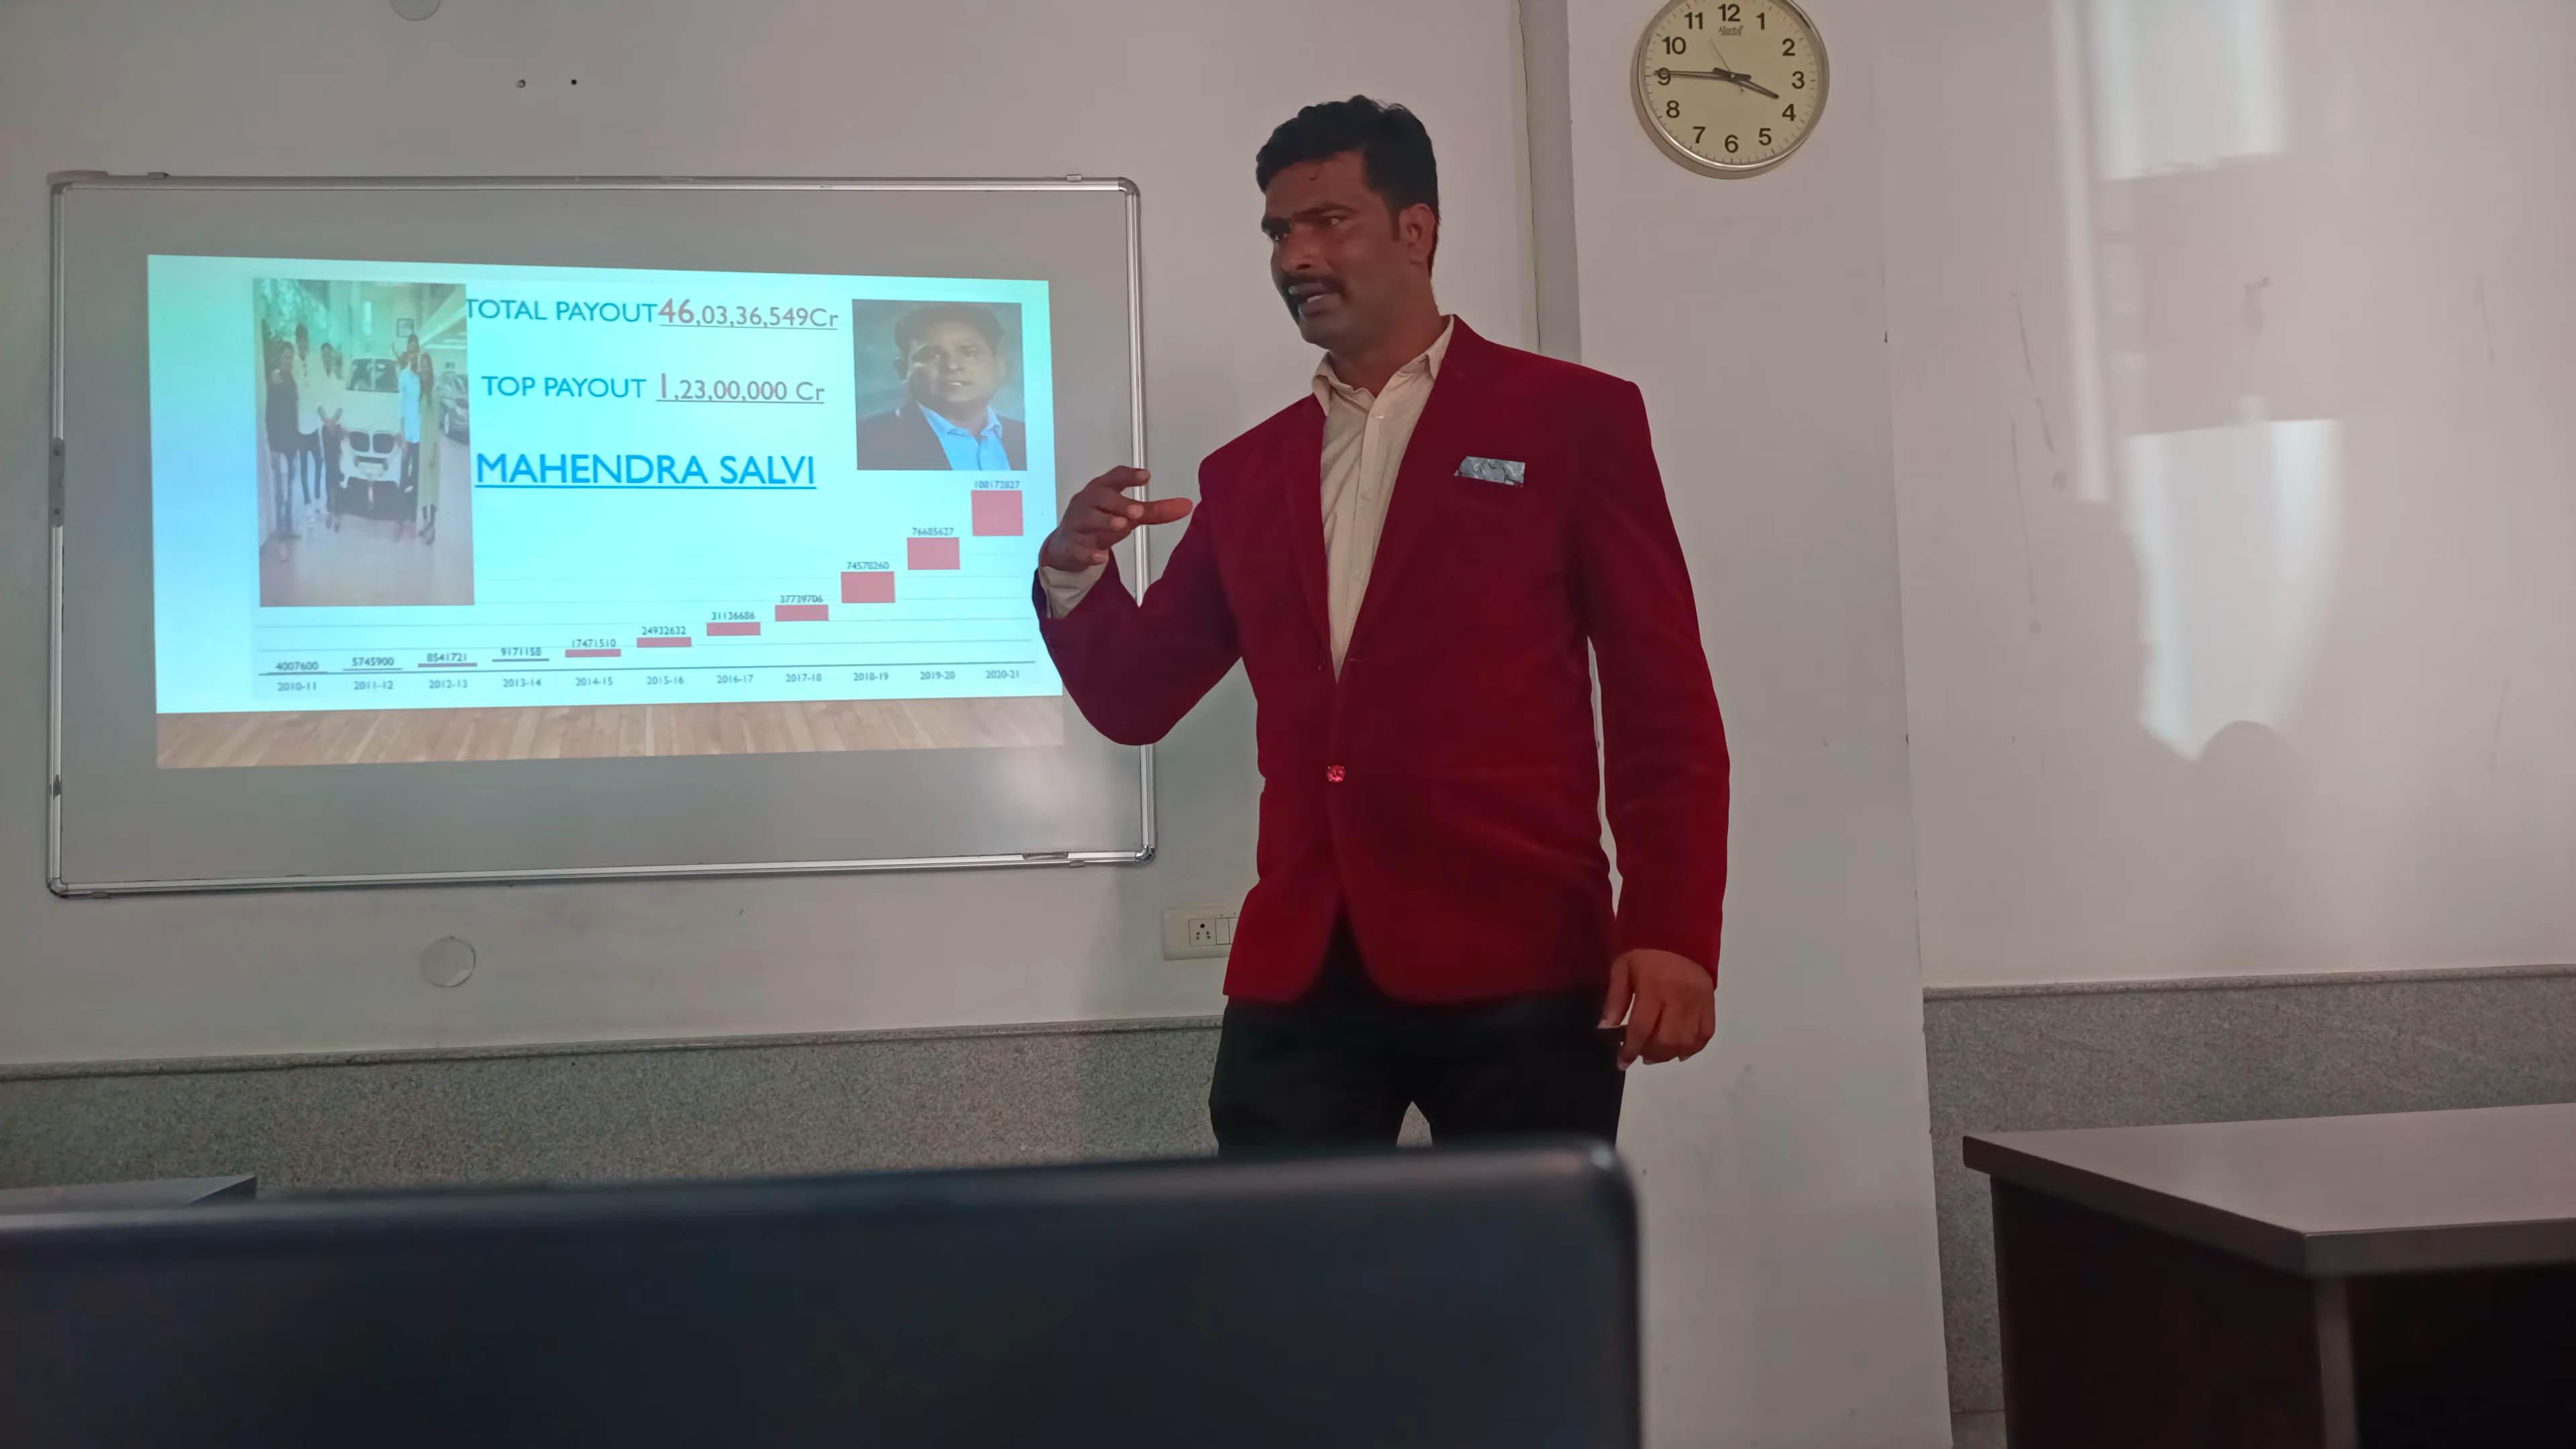 TOTAL PAYOUT 46,03,36,549Cr
TOP PAYOUT 1,23,00,000 Cr
MAHENDRA SALVI
4007600 5745900 8541721 9171158 17471510 24932632 31136686 37739706 74578260 76685627 108172827
2010-11 2011-12 2012-13 2013-14 2014-15 2015-16 2016-17 2017-18 2018-19 2019-20 2020-21
11 12 1
10 2
9 3
8 4
7 6 5